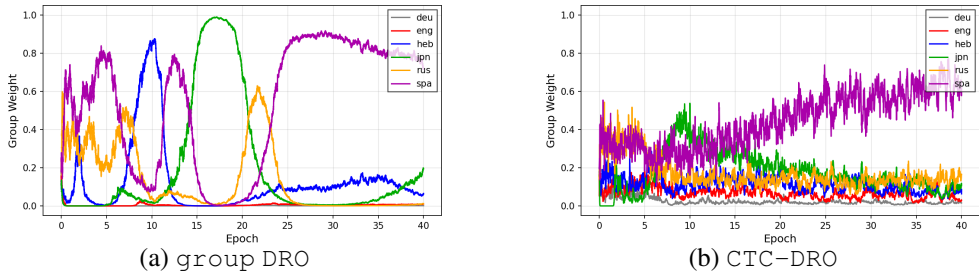 1.0
0.8
0.6
0.4
0.2
0.0
Group Weight
0 5 10 15 20 25 30 35 40
Epoch
deu
eng
heb
jpn
rus
spa
(a) group DRO
1.0
0.8
0.6
0.4
0.2
0.0
Group Weight
0 5 10 15 20 25 30 35 40
Epoch
deu
eng
heb
jpn
rus
spa
(b) CTC-DRO